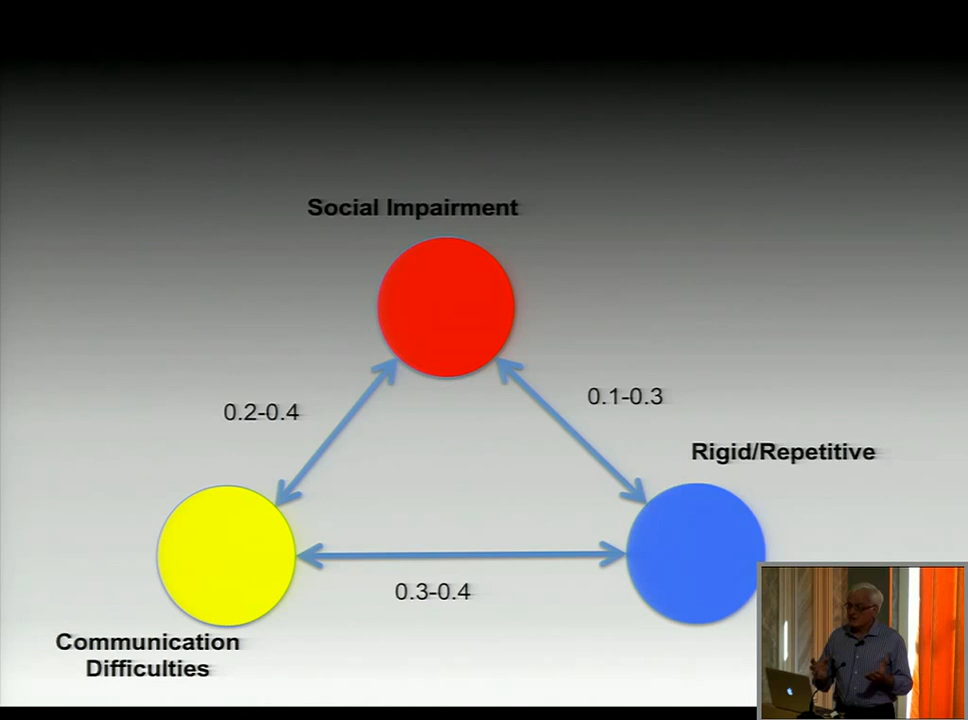 Social Impairment
0.2-0.4
0.1-0.3
Rigid/Repetitive
0.3-0.4
Communication
Difficulties